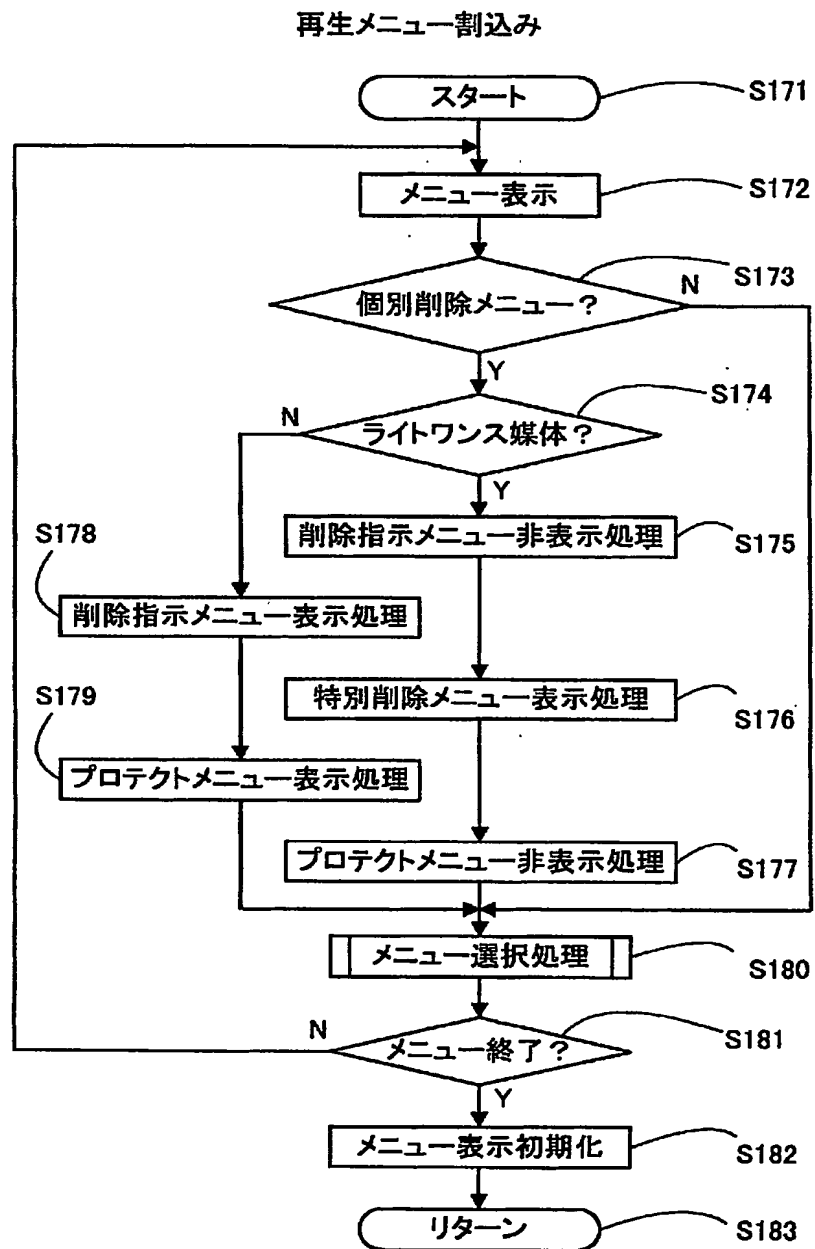 再生メニュー割込み
スタート
S171
メニュー表示
S172
個別削除メニュー?
S173
N
Y
ライトワンス媒体?
S174
N
Y
削除指示メニュー非表示処理
S175
S178
削除指示メニュー表示処理
特別削除メニュー表示処理
S176
S179
プロテクトメニュー表示処理
プロテクトメニュー非表示処理
S177
メニュー選択処理
S180
メニュー終了?
S181
N
Y
メニュー表示初期化
S182
リターン
S183